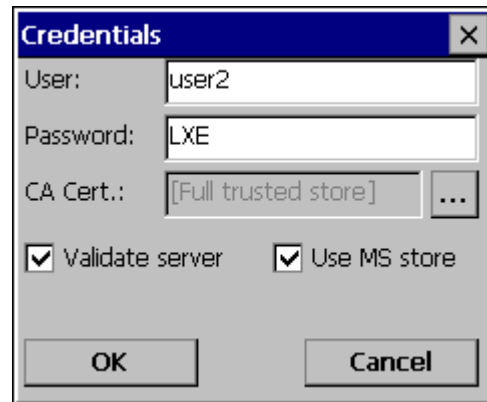 Credentials
User: user2
Password: LXE
CA Cert.: [Full trusted store] ...
Validate server Use MS store
OK Cancel